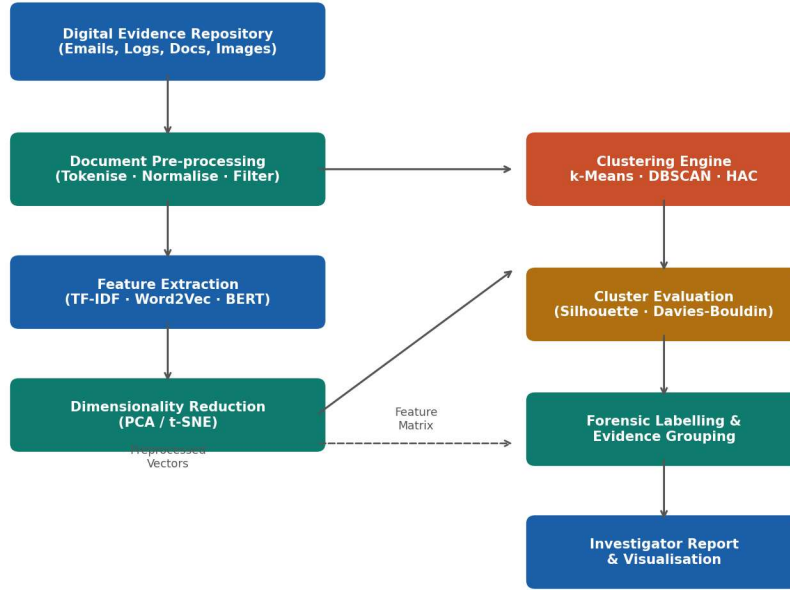 Digital Evidence Repository
(Emails, Logs, Docs, Images)
Document Pre-processing
(Tokenise · Normalise · Filter)
Feature Extraction
(TF-IDF · Word2Vec · BERT)
Dimensionality Reduction
(PCA / t-SNE)
Preprocessed
Vectors
Feature
Matrix
Clustering Engine
k-Means · DBSCAN · HAC
Cluster Evaluation
(Silhouette · Davies-Bouldin)
Forensic Labelling &
Evidence Grouping
Investigator Report
& Visualisation